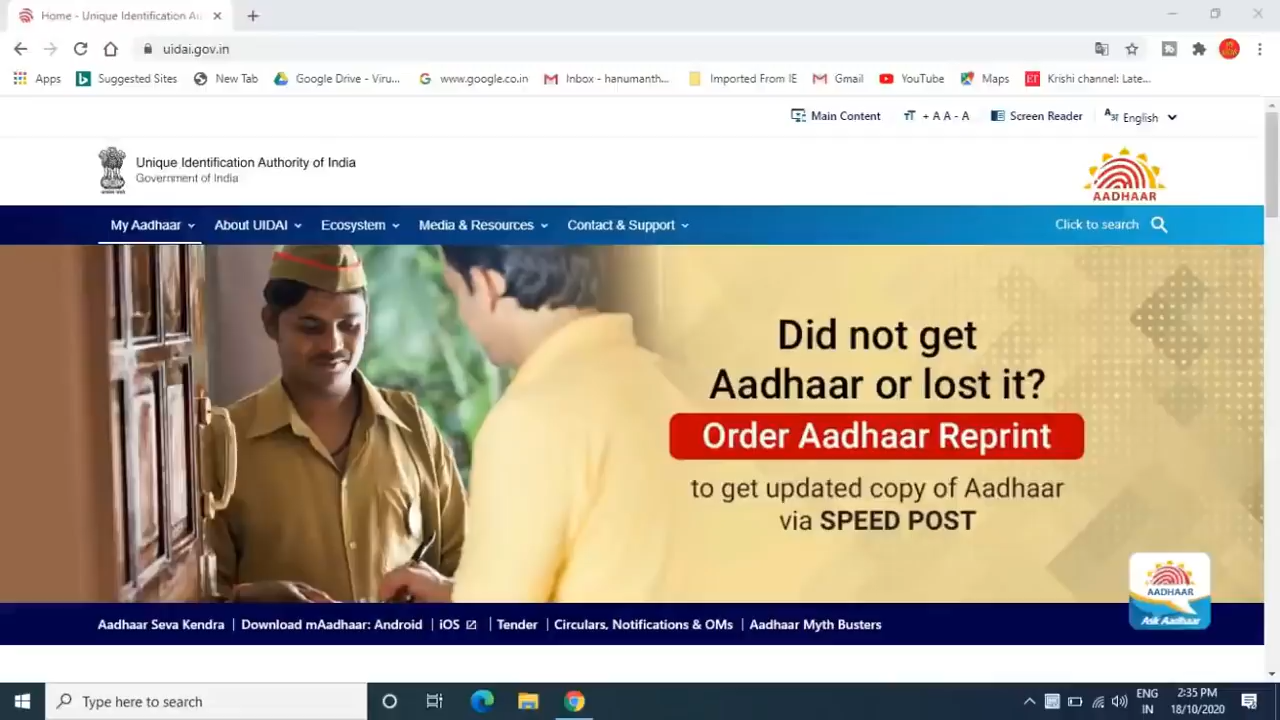 Home - Unique Identification Au
uidai.gov.in
Apps
Suggested Sites
New Tab
Google Drive - Viru...
www.google.co.in
Inbox - hanumanth...
Imported From IE
Gmail
YouTube
Maps
ET
Krishi channel: Late...
Main Content
+ A A - A
Screen Reader
English
Unique Identification Authority of India
Government of India
AADHAAR
My Aadhaar
About UIDAI
Ecosystem
Media & Resources
Contact & Support
Click to search
Did not get
Aadhaar or lost it?
Order Aadhaar Reprint
to get updated copy of Aadhaar
via SPEED POST
AADHAAR
Ask Aadhaar
Aadhaar Seva Kendra | Download mAadhaar: Android | iOS | Tender | Circulars, Notifications & OMs | Aadhaar Myth Busters
Type here to search
ENG
IN
2:35 PM
18/10/2020